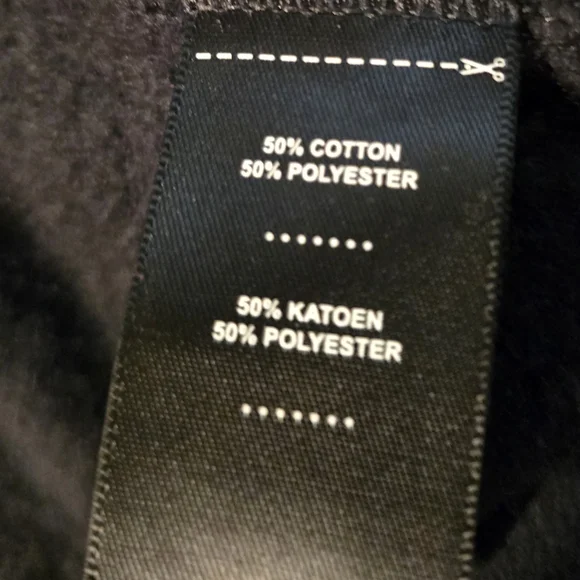 50% COTTON
50% POLYESTER
50% KATOEN
50% POLYESTER